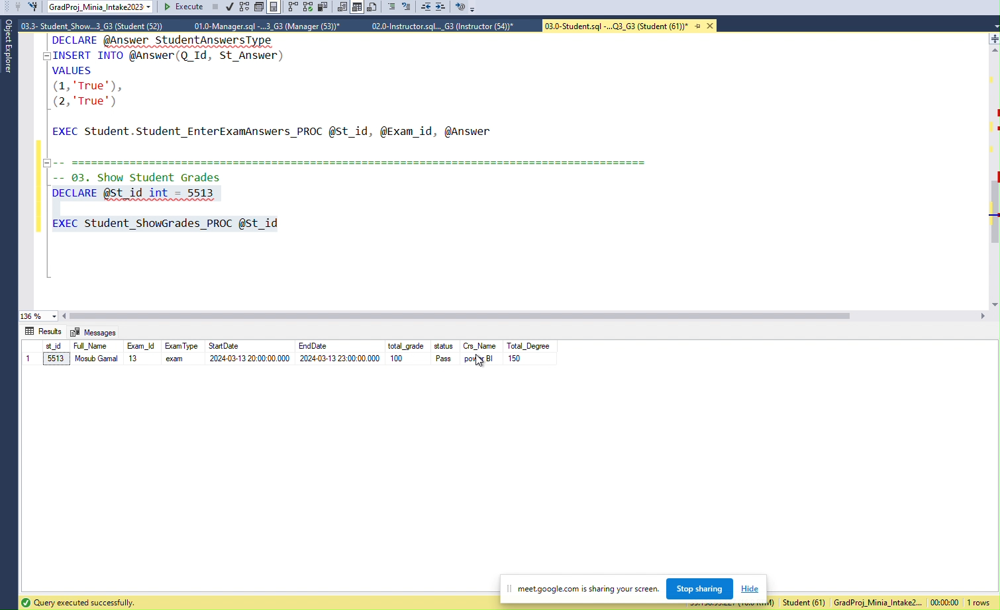 GradProj_Minia_Intake2023 Execute
Object Explorer
03.3- Student_Show...3_G3 (Student (52)) 01.0-Manager.sql -...3_G3 (Manager (53))* 02.0-Instructor.sql..._G3 (Instructor (54))* 03.0-Student.sql -...Q3_G3 (Student (61))*
DECLARE @Answer StudentAnswersType
INSERT INTO @Answer(Q_Id, St_Answer)
VALUES
(1,'True'),
(2,'True')
EXEC Student.Student_EnterExamAnswers_PROC @St_id, @Exam_id, @Answer
-- =========================================================================================
-- 03. Show Student Grades
DECLARE @St_id int = 5513
EXEC Student_ShowGrades_PROC @St_id
136 %
Results Messages
st_id Full_Name Exam_Id ExamType StartDate EndDate total_grade status Crs_Name Total_Degree
1 5513 Mosub Gamal 13 exam 2024-03-13 20:00:00.000 2024-03-13 23:00:00.000 100 Pass power BI 150
meet.google.com is sharing your screen. Stop sharing Hide
Query executed successfully. Student (61) GradProj_Minia_Intake2... 00:00:00 1 rows